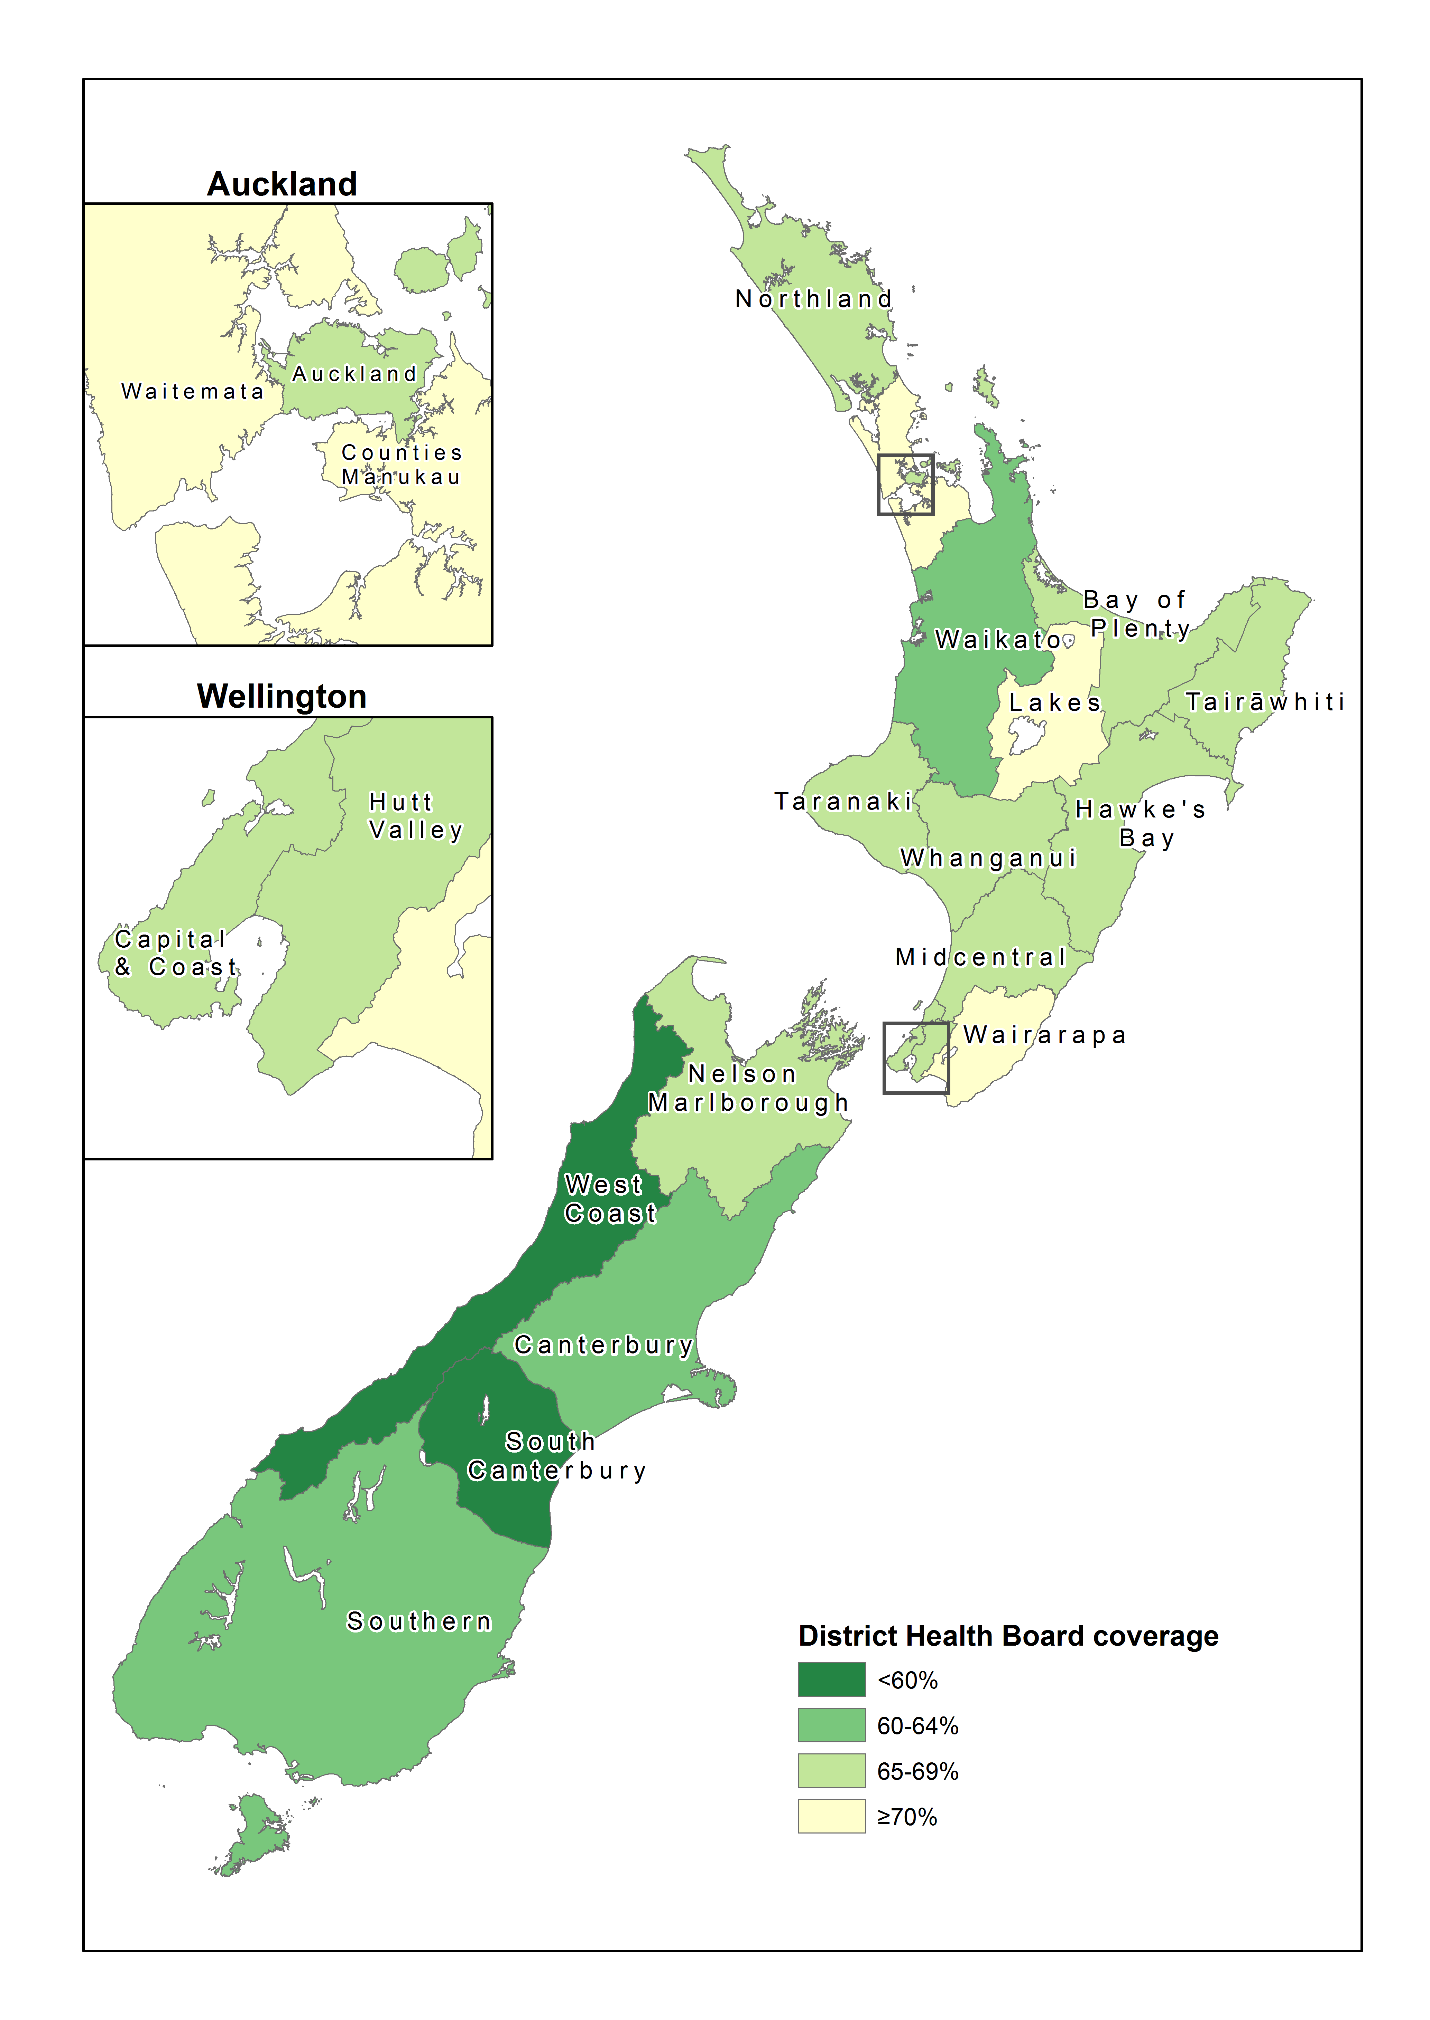 Auckland
Waitemata
Auckland
Counties
Manukau
Wellington
Hutt
Valley
Capital
& Coast
Northland
Bay of
Plenty
Waikato
Lakes
Tairāwhiti
Taranaki
Hawke's
Bay
Whanganui
Midcentral
Wairarapa
Nelson
Marlborough
West
Coast
Canterbury
South
Canterbury
Southern
District Health Board coverage
<60%
60-64%
65-69%
≥70%